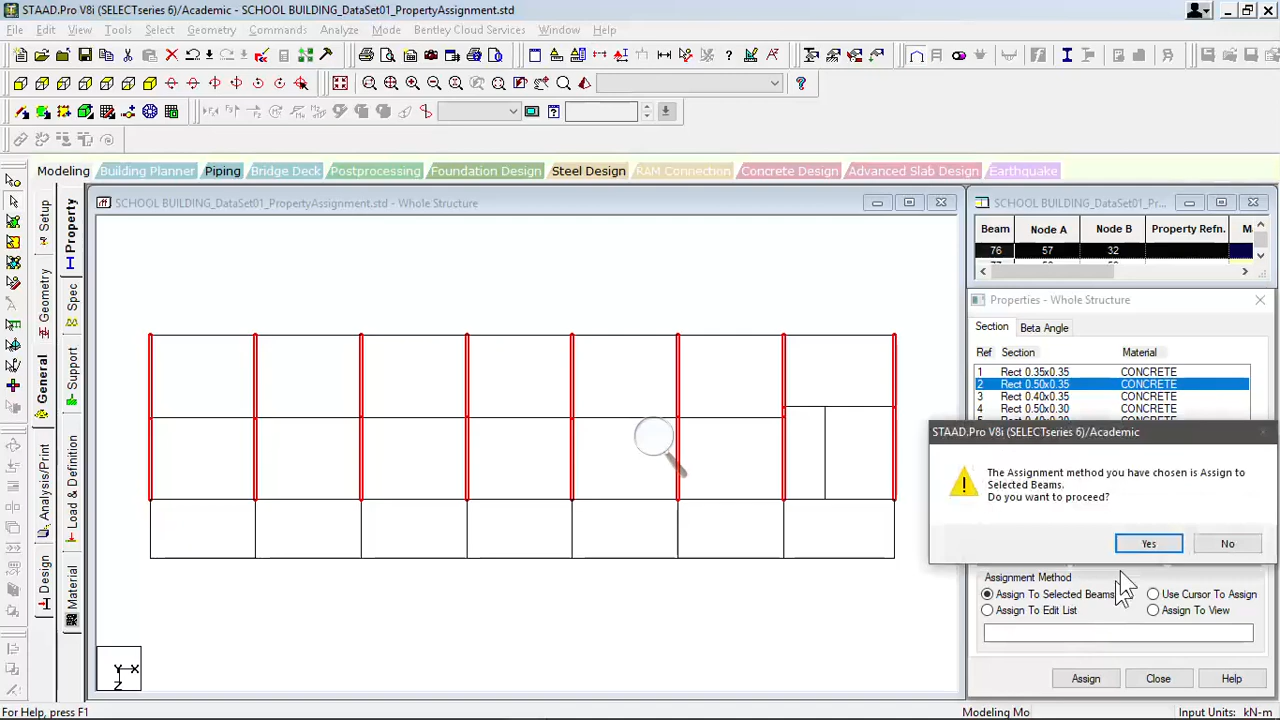 STAAD.Pro V8i (SELECTseries 6)/Academic - SCHOOL BUILDING_DataSet01_PropertyAssignment.std
File Edit View Tools Select Geometry Commands Analyze Mode Bentley Cloud Services Window Help
Modeling Building Planner Piping Bridge Deck Postprocessing Foundation Design Steel Design RAM Connection Concrete Design Advanced Slab Design Earthquake
Setup
Geometry
General
Analysis/Print
Design
Property
Spec
Support
Load & Definition
Material
SCHOOL BUILDING_DataSet01_PropertyAssignment.std - Whole Structure
SCHOOL BUILDING_DataSet01_Pr...
Beam Node A Node B Property Refn. M
76 57 32
Properties - Whole Structure
Section Beta Angle
Ref Section Material
1 Rect 0.35x0.35 CONCRETE
2 Rect 0.50x0.35 CONCRETE
3 Rect 0.40x0.35 CONCRETE
4 Rect 0.50x0.30 CONCRETE
STAAD.Pro V8i (SELECTseries 6)/Academic
The Assignment method you have chosen is Assign to
Selected Beams.
Do you want to proceed?
Yes No
Assignment Method
Assign To Selected Beams Use Cursor To Assign
Assign To Edit List Assign To View
Assign Close Help
Y X
Z
For Help, press F1 Modeling Mo Input Units: kN-m